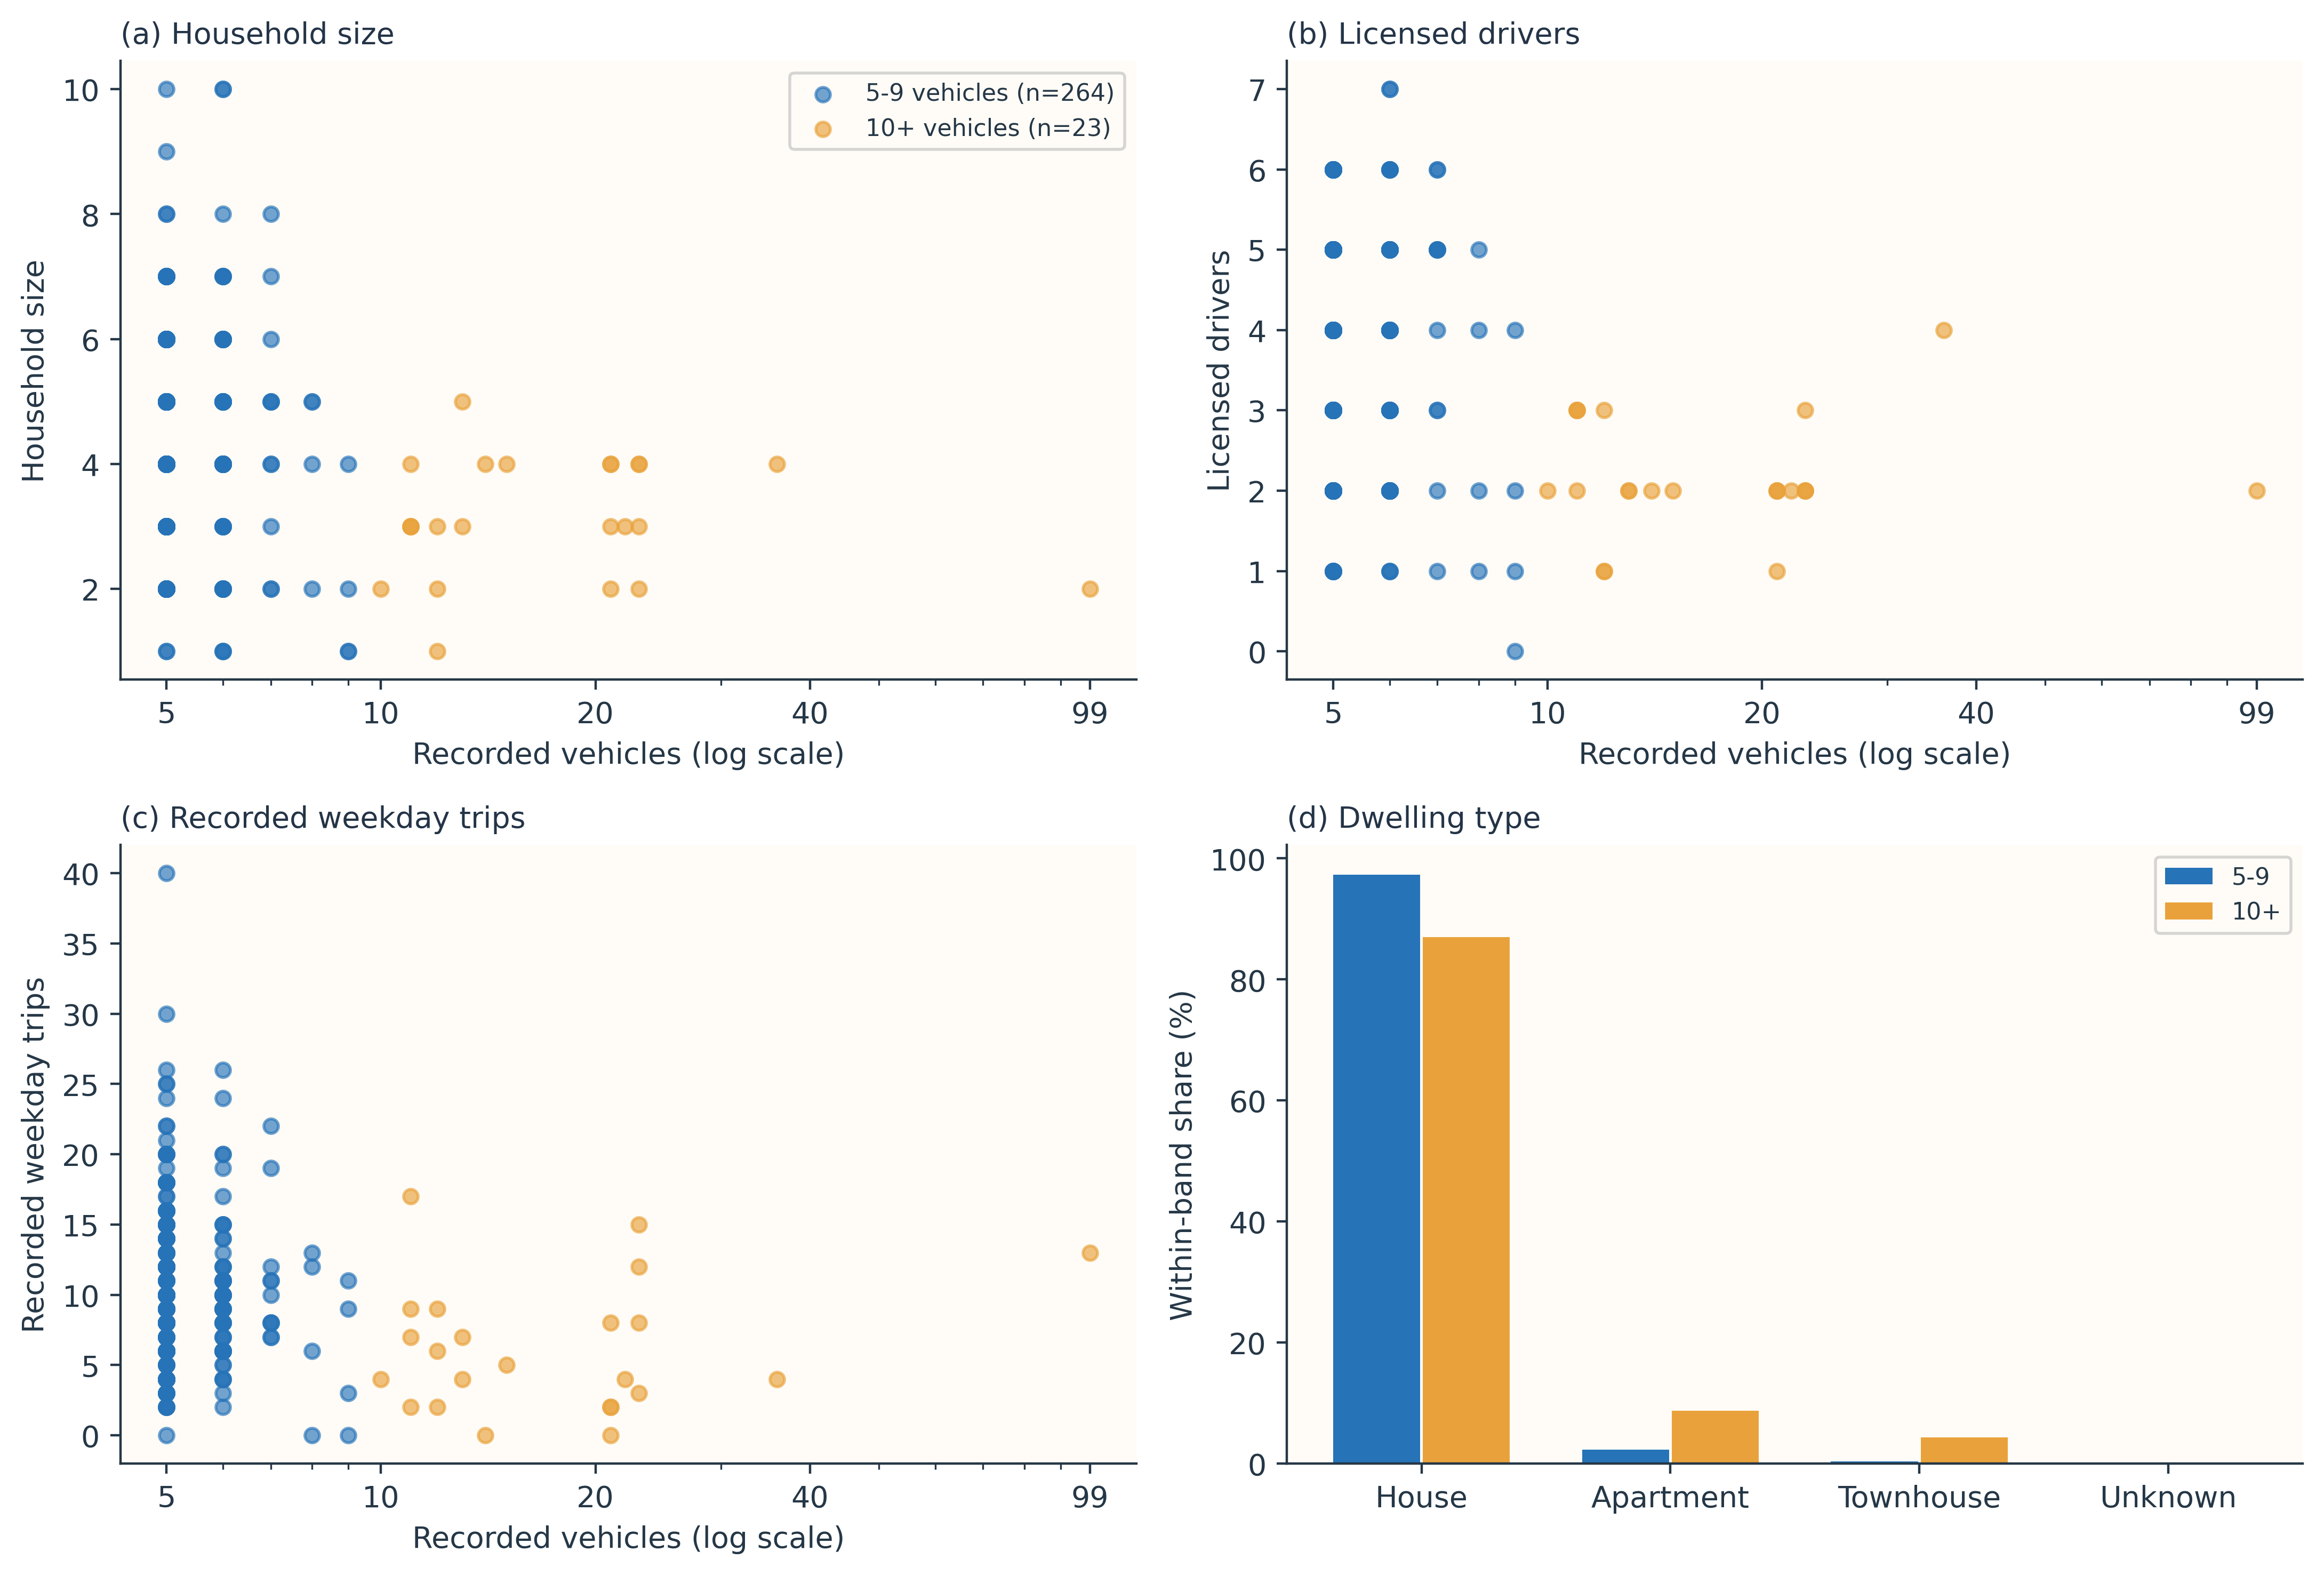 (a) Household size
Household size
10
8
6
4
2
5-9 vehicles (n=264)
10+ vehicles (n=23)
5 10 20 40 99
Recorded vehicles (log scale)
(b) Licensed drivers
Licensed drivers
7
6
5
4
3
2
1
0
5 10 20 40 99
Recorded vehicles (log scale)
(c) Recorded weekday trips
Recorded weekday trips
40
35
30
25
20
15
10
5
0
5 10 20 40 99
Recorded vehicles (log scale)
(d) Dwelling type
Within-band share (%)
100
80
60
40
20
0
5-9
10+
House Apartment Townhouse Unknown